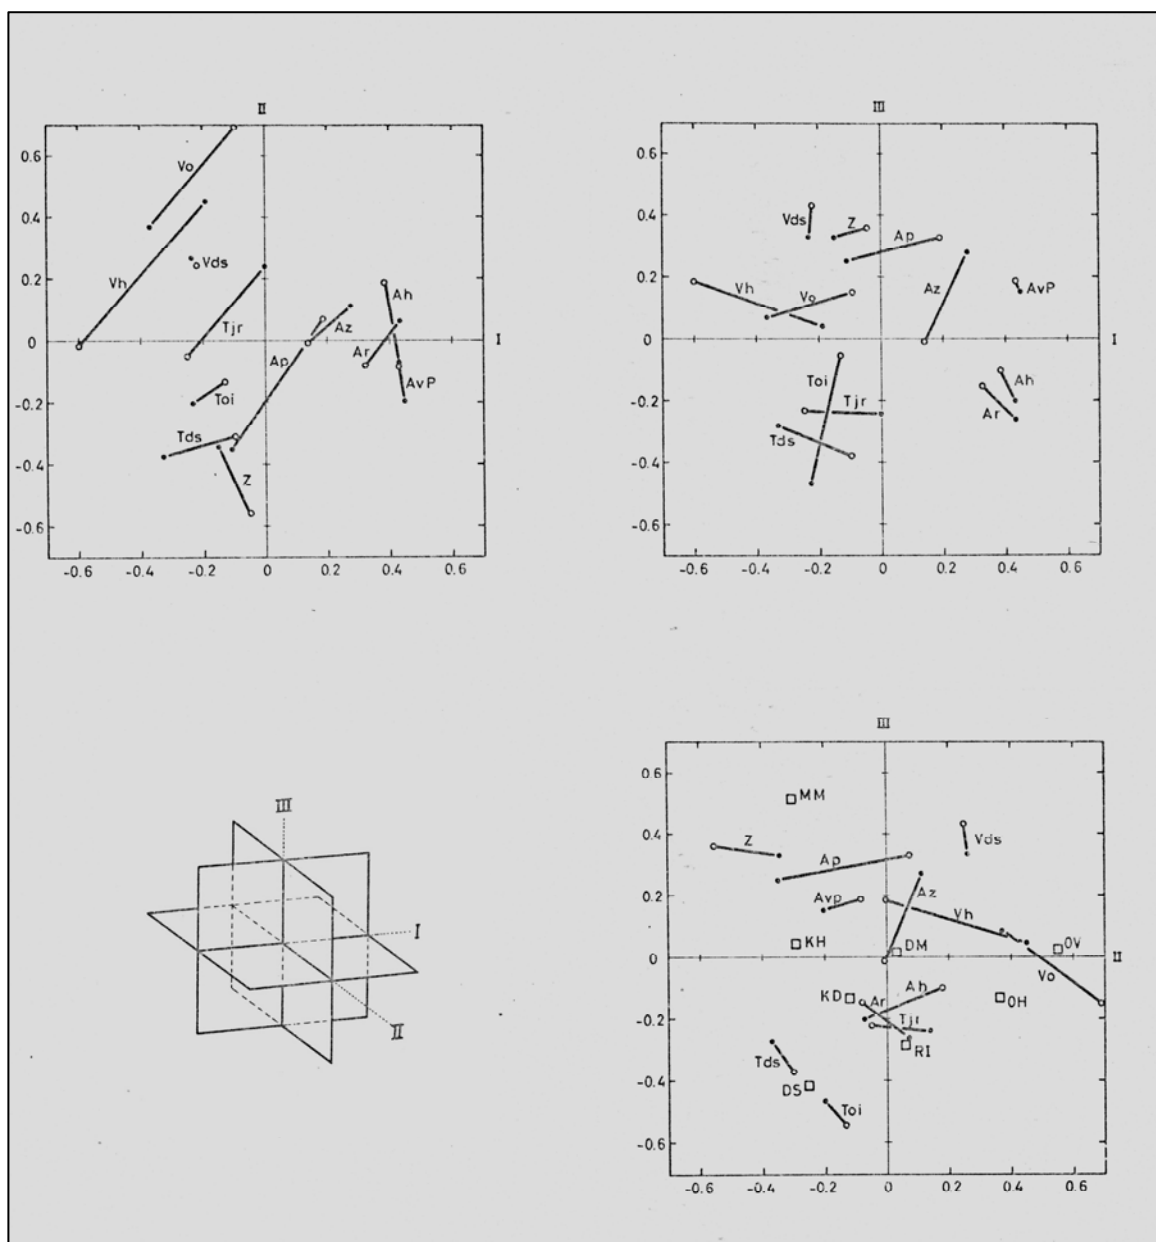 II
0.6
Vo
0.4
Vds
Vh
0.2
Tjr
Ah
Az
Ap
Ar
0
I
AvP
Toi
-0.2
Tds
-0.4
Z
-0.6
-0.6 -0.4 -0.2 0 0.2 0.4 0.6
III
0.6
0.4
Vds
Z
Ap
0.2
Vh
Vo
Az
AvP
0
I
Toi
Ah
-0.2
Tjr
Ar
Tds
-0.4
-0.6
-0.6 -0.4 -0.2 0 0.2 0.4 0.6
III
I
II
III
0.6
MM
0.4
Z
Vds
Ap
0.2
Avp
Az
Vh
KH
DM
OV
0
II
Vo
KD
Ar
Ah
OH
-0.2
Tjr
RI
Tds
-0.4
DS
Toi
-0.6
-0.6 -0.4 -0.2 0 0.2 0.4 0.6